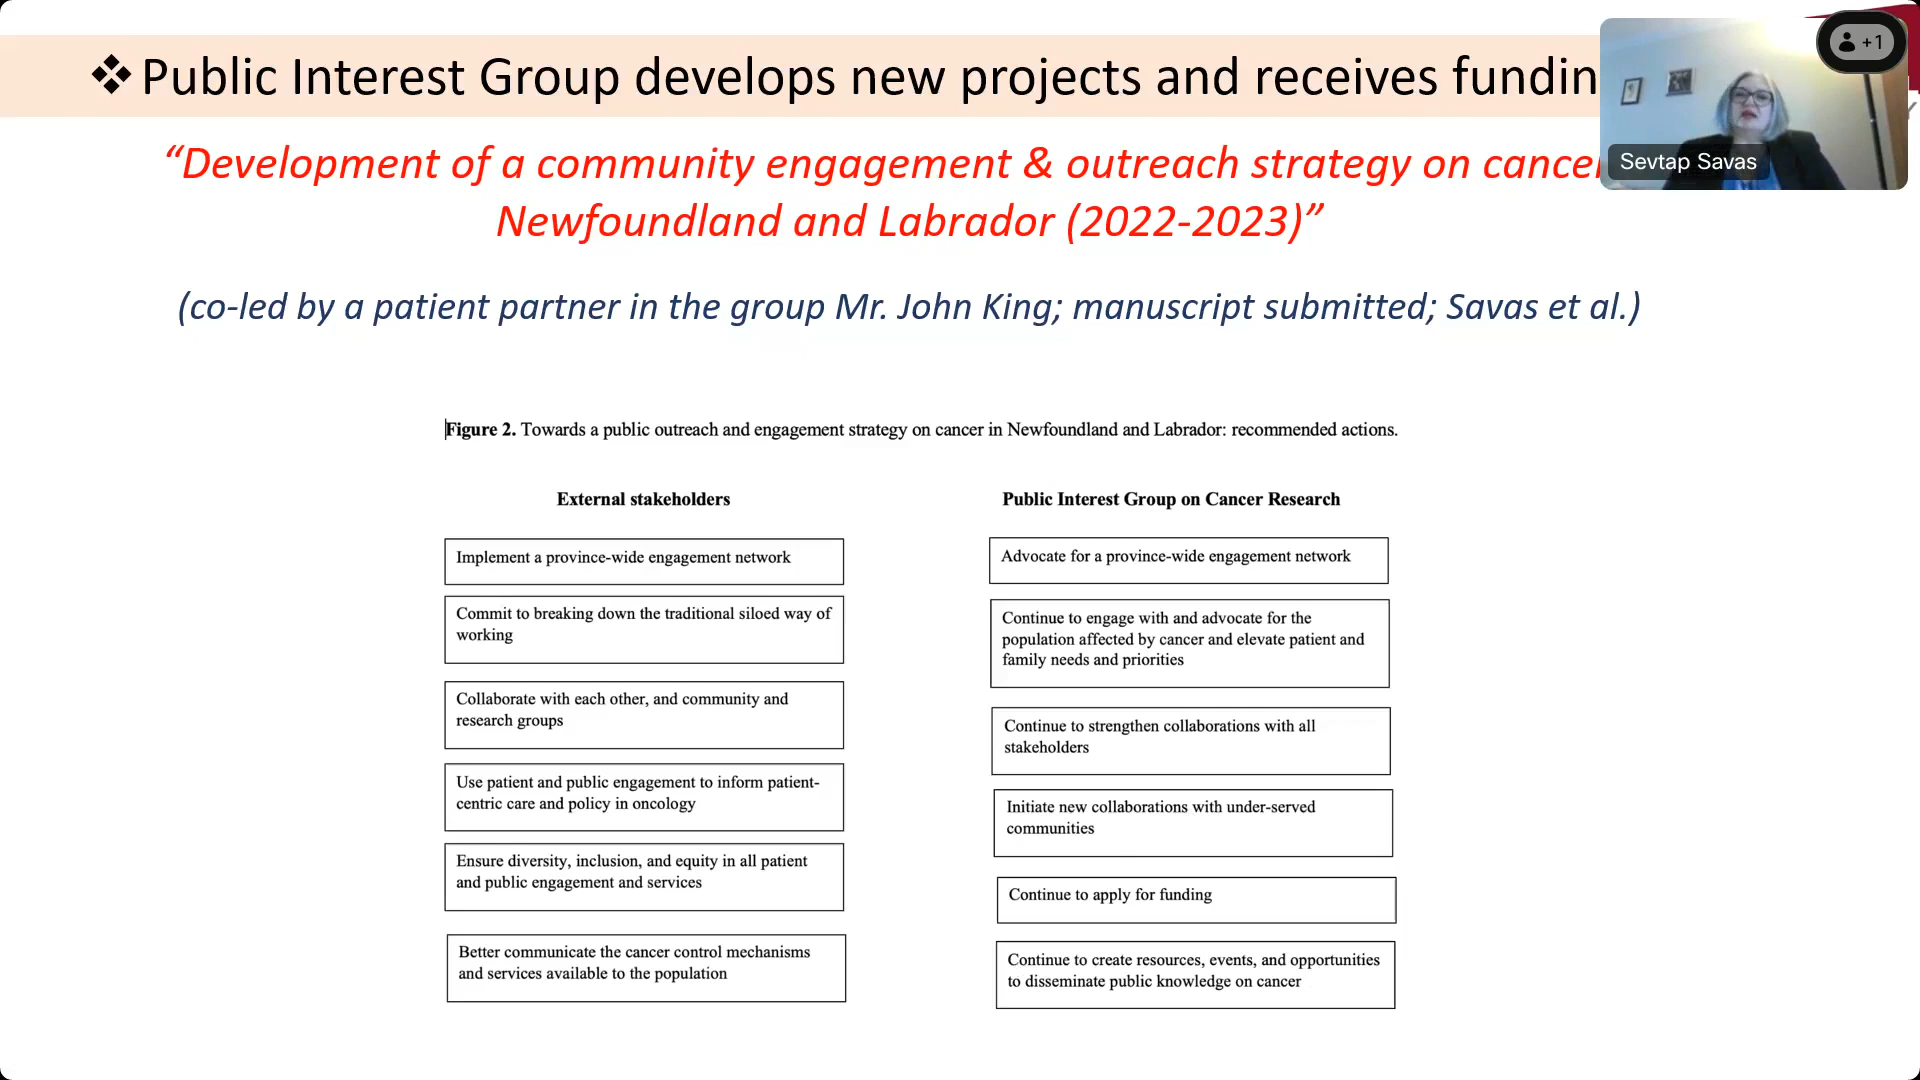 ❖Public Interest Group develops new projects and receives fundin
+1
Sevtap Savas
“Development of a community engagement & outreach strategy on cancer
Newfoundland and Labrador (2022-2023)”
(co-led by a patient partner in the group Mr. John King; manuscript submitted; Savas et al.)
Figure 2. Towards a public outreach and engagement strategy on cancer in Newfoundland and Labrador: recommended actions.
External stakeholders
Implement a province-wide engagement network
Commit to breaking down the traditional siloed way of
working
Collaborate with each other, and community and
research groups
Use patient and public engagement to inform patient-
centric care and policy in oncology
Ensure diversity, inclusion, and equity in all patient
and public engagement and services
Better communicate the cancer control mechanisms
and services available to the population
Public Interest Group on Cancer Research
Advocate for a province-wide engagement network
Continue to engage with and advocate for the
population affected by cancer and elevate patient and
family needs and priorities
Continue to strengthen collaborations with all
stakeholders
Initiate new collaborations with under-served
communities
Continue to apply for funding
Continue to create resources, events, and opportunities
to disseminate public knowledge on cancer